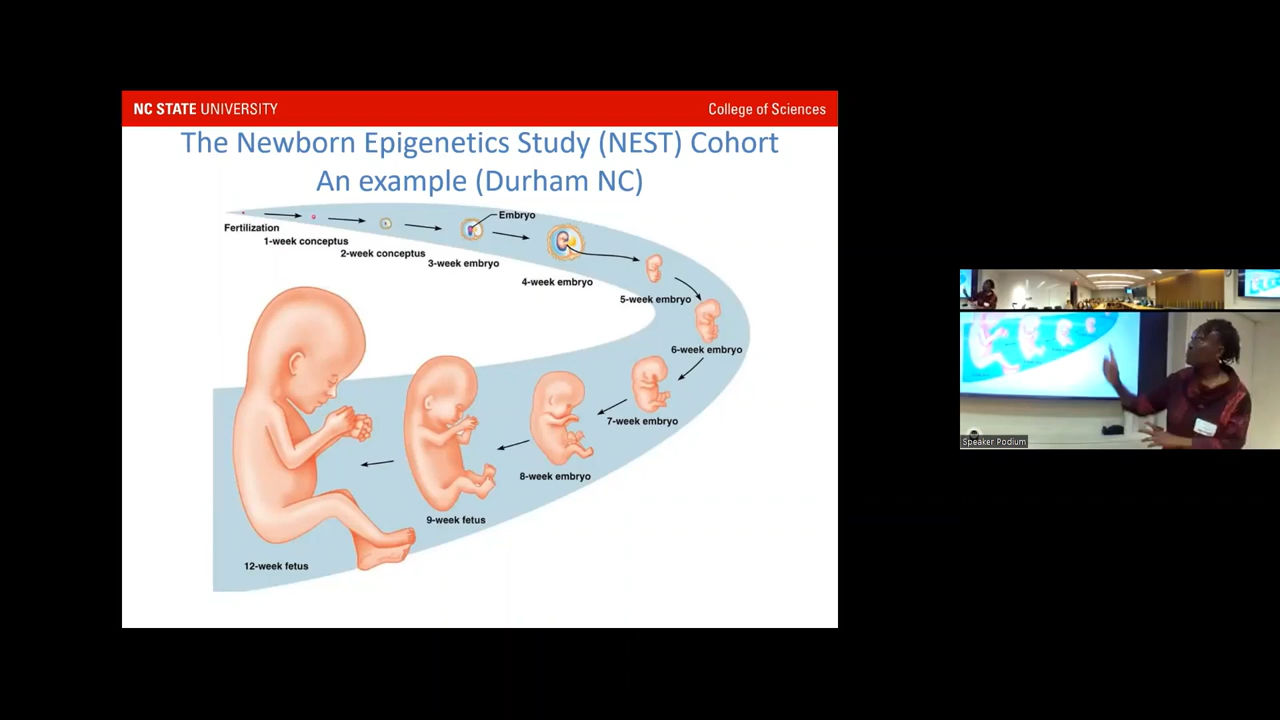 NC STATE UNIVERSITY
College of Sciences
The Newborn Epigenetics Study (NEST) Cohort
An example (Durham NC)
Fertilization
1-week conceptus
2-week conceptus
3-week embryo
Embryo
4-week embryo
5-week embryo
6-week embryo
7-week embryo
8-week embryo
9-week fetus
12-week fetus
Speaker Podium